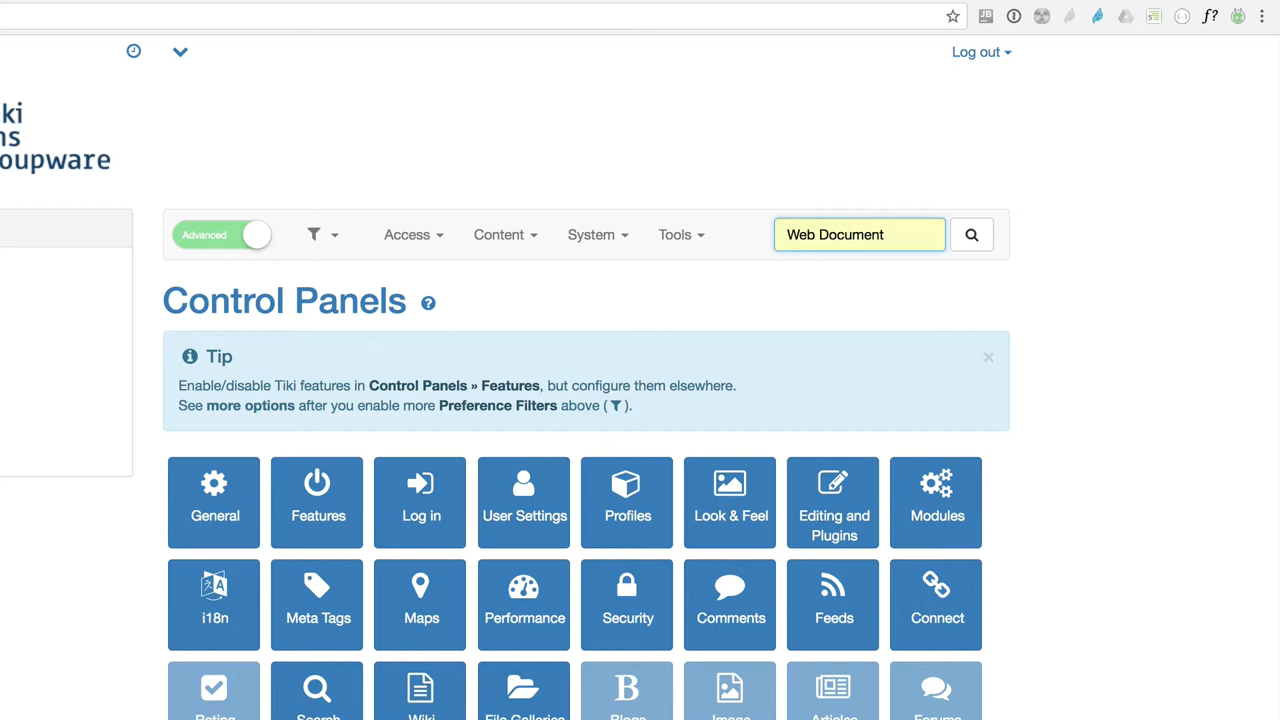 JB
f?
Log out
ki
ns
oupware
Advanced
Access
Content
System
Tools
Web Document
Control Panels
Tip
Enable/disable Tiki features in Control Panels » Features, but configure them elsewhere.
See more options after you enable more Preference Filters above ( ).
General
Features
Log in
User Settings
Profiles
Look & Feel
Editing and
Plugins
Modules
i18n
Meta Tags
Maps
Performance
Security
Comments
Feeds
Connect
Rating
Search
Wiki
File Galleries
B
Blogs
Image
Articles
Forums